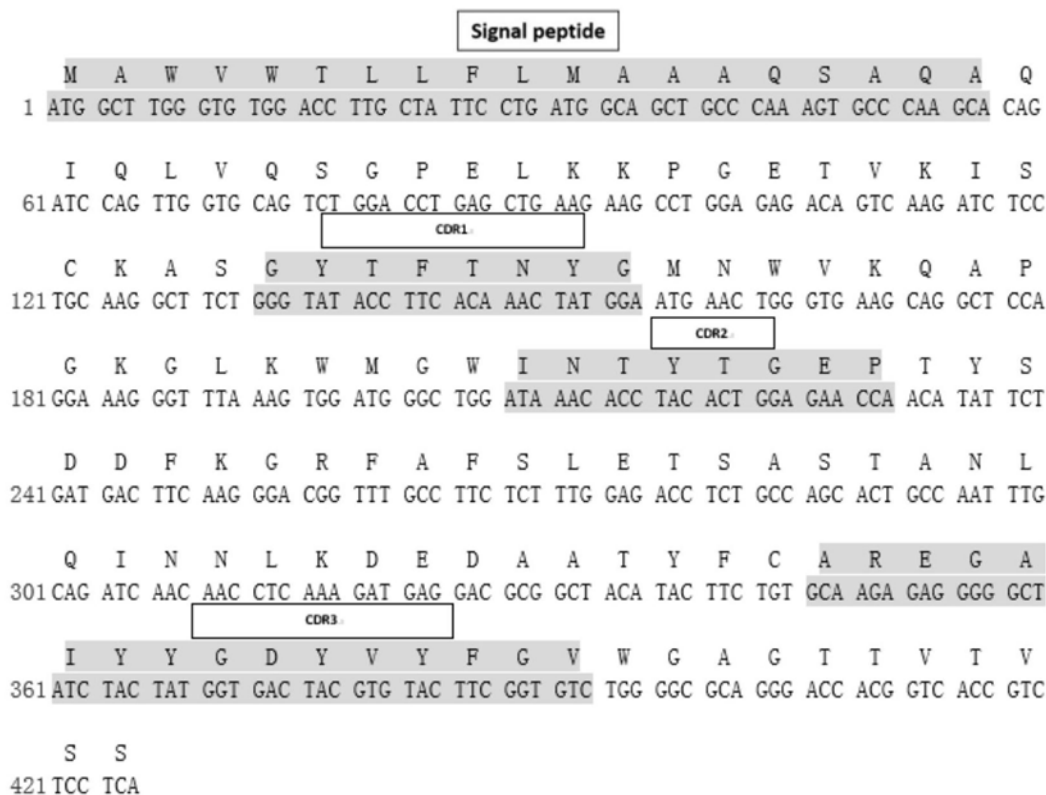 Signal peptide
M A W V W T L L F L M A A A Q S A Q A Q
1 ATG GCT TGG GTG TGG ACC TTG CTA TTC CTG ATG GCA GCT GCC CAA AGT GCC CAA GCA CAG
I Q L V Q S G P E L K K P G E T V K I S
61 ATC CAG TTG GTG CAG TCT GGA CCT GAG CTG AAG AAG CCT GGA GAG ACA GTC AAG ATC TCC
CDR1
C K A S G Y T F T N Y G M N W V K Q A P
121 TGC AAG GCT TCT GGG TAT ACC TTC ACA AAC TAT GGA ATG AAC TGG GTG AAG CAG GCT CCA
CDR2
G K G L K W M G W I N T Y T G E P T Y S
181 GGA AAG GGT TTA AAG TGG ATG GGC TGG ATA AAC ACC TAC ACT GGA GAA CCA ACA TAT TCT
D D F K G R F A F S L E T S A S T A N L
241 GAT GAC TTC AAG GGA CGG TTT GCC TTC TCT TTG GAG ACC TCT GCC AGC ACT GCC AAT TTG
Q I N N L K D E D A A T Y F C A R E G A
301 CAG ATC AAC AAC CTC AAA GAT GAG GAC GCG GCT ACA TAC TTC TGT GCA AGA GAG GGG GCT
CDR3
I Y Y G D Y V Y F G V W G A G T T V T V
361 ATC TAC TAT GGT GAC TAC GTG TAC TTC GGT GTC TGG GGC GCA GGG ACC ACG GTC ACC GTC
S S
421 TCC TCA